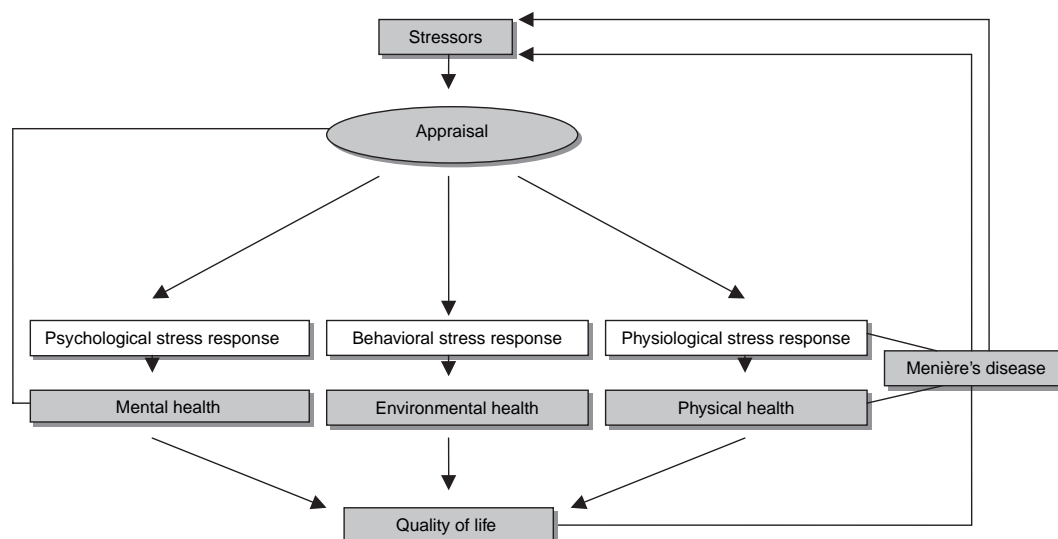 Stressors
Appraisal
Psychological stress response
Behavioral stress response
Physiological stress response
Menière's disease
Mental health
Environmental health
Physical health
Quality of life